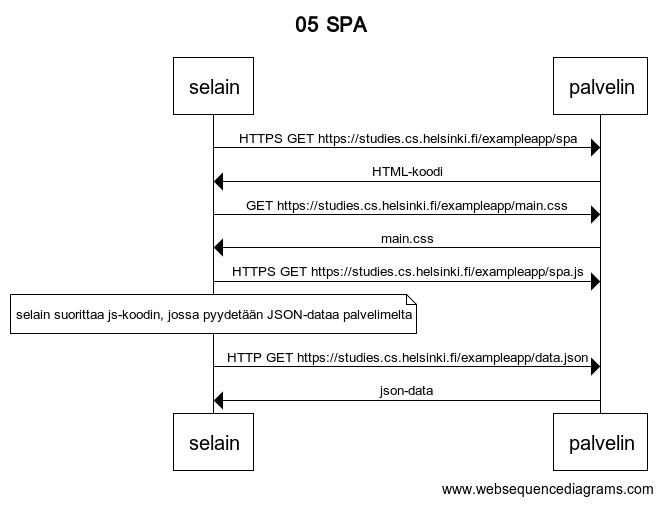 05 SPA
selain
palvelin
HTTPS GET https://studies.cs.helsinki.fi/exampleapp/spa
HTML-koodi
GET https://studies.cs.helsinki.fi/exampleapp/main.css
main.css
HTTPS GET https://studies.cs.helsinki.fi/exampleapp/spa.js
selain suorittaa js-koodin, jossa pyydetään JSON-dataa palvelimelta
HTTP GET https://studies.cs.helsinki.fi/exampleapp/data.json
json-data
selain
palvelin
www.websequencediagrams.com